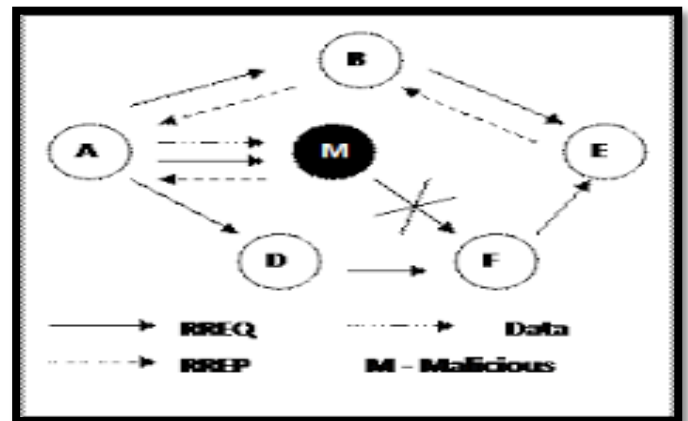 B
A M E
D F
RREQ Data
RREP M - Malicious